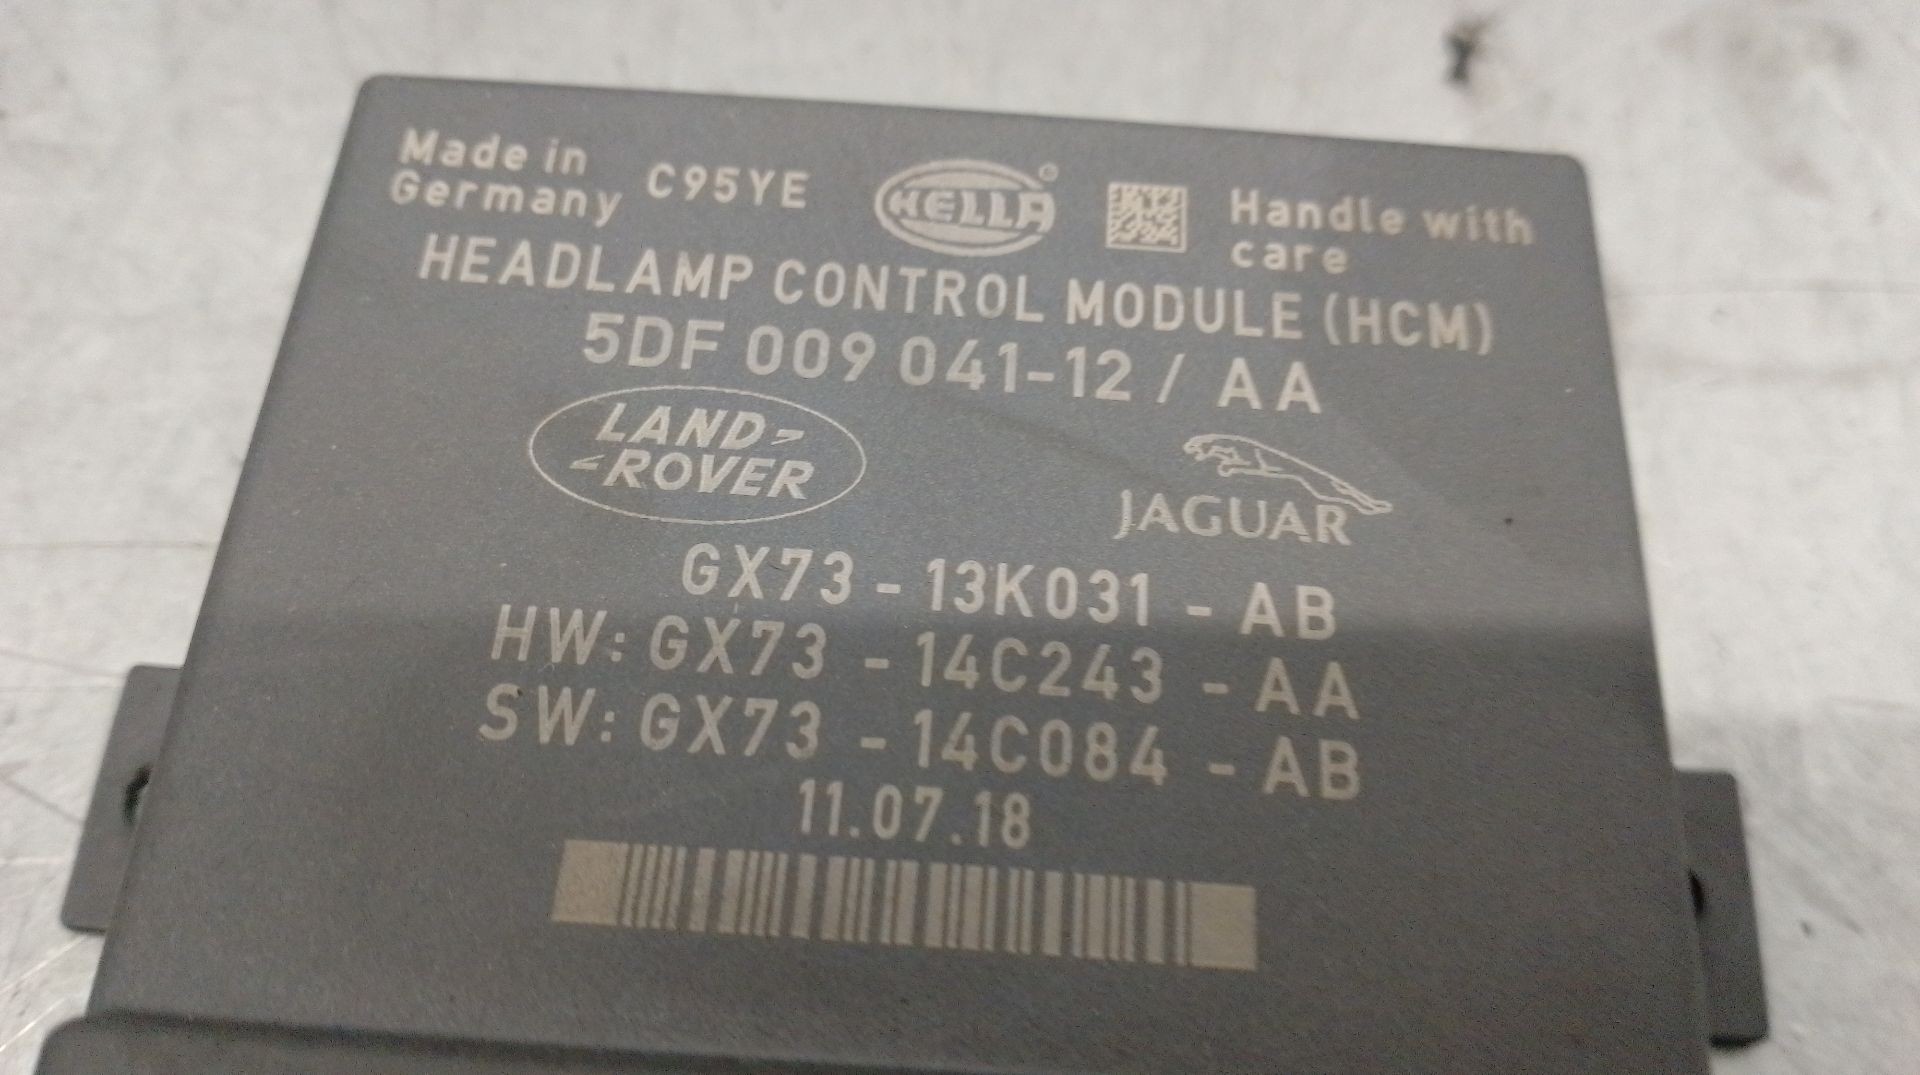 Made in
Germany
C95YE
HELLA®
Handle with
care
HEADLAMP CONTROL MODULE (HCM)
5DF 009 041-12 / AA
LAND-
-ROVER
JAGUAR
GX73 - 13K031 - AB
HW: GX73 - 14C243 - AA
SW: GX73 - 14C084 - AB
11.07.18